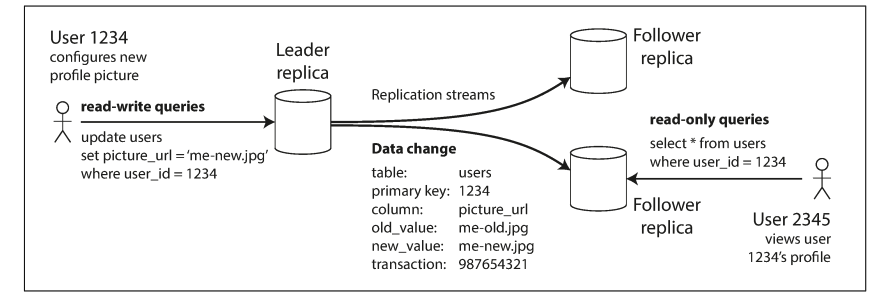 User 1234
configures new
profile picture
read-write queries
update users
set picture_url = ‘me-new.jpg’
where user_id = 1234
Leader
replica
Replication streams
Data change
table: users
primary key: 1234
column: picture_url
old_value: me-old.jpg
new_value: me-new.jpg
transaction: 987654321
Follower
replica
read-only queries
select * from users
where user_id = 1234
Follower
replica
User 2345
views user
1234’s profile